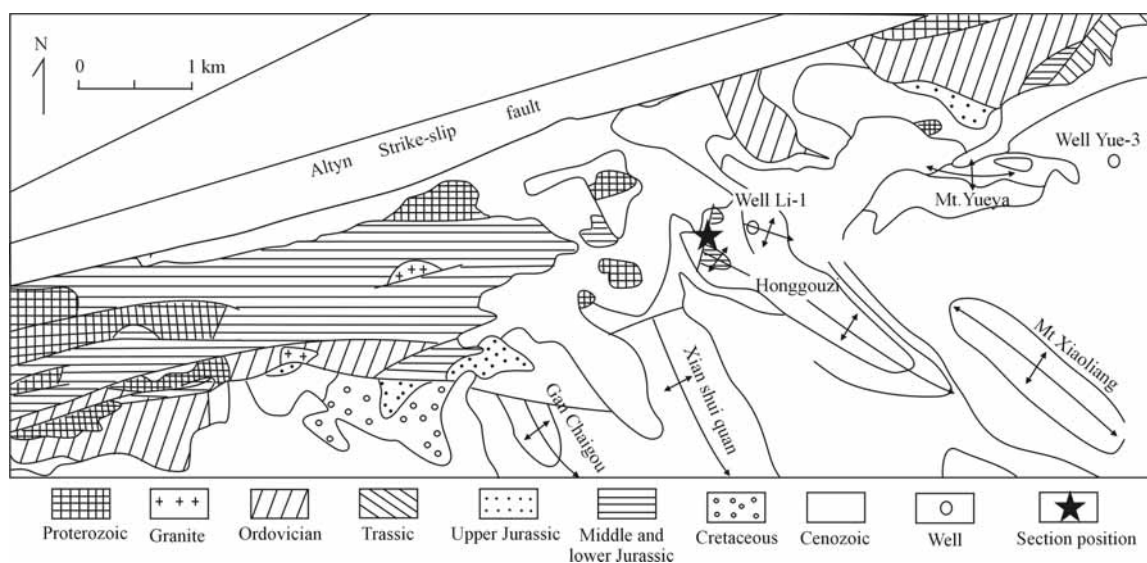 N
0 1 km
Altyn Strike-slip fault
Well Yue-3
Mt.Yueya
Well Li-1
Honggouzi
Mt Xiaoliang
Xian shui quan
Gan Chaigou
Proterozoic
Granite
Ordovician
Trassic
Upper Jurassic
Middle and
lower Jurassic
Cretaceous
Cenozoic
Well
Section position